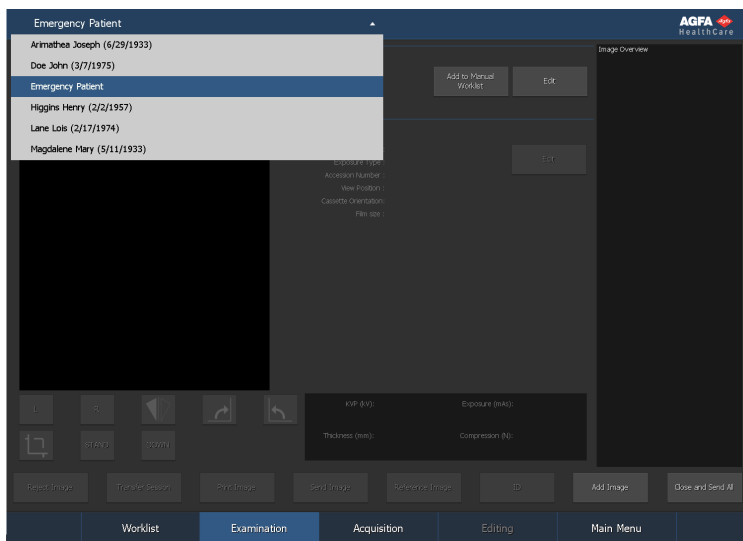 Emergency Patient
AGFA
HealthCare
Arimathea Joseph (6/29/1933)
Doe John (3/7/1975)
Emergency Patient
Higgins Henry (2/2/1957)
Lane Lois (2/17/1974)
Magdalene Mary (5/11/1933)
Image Overview
Add to Manual
Worklist
Edit
Exposure Type :
Edit
Accession Number :
View Position :
Cassette Orientation:
Film size :
L
R
STAND
DOWN
KVP (kV):
Exposure (mAs):
Thickness (mm):
Compression (N):
Reject Image
Transfer Session
Print Image
Send Image
Reference Image
ID
Add Image
Close and Send All
Worklist
Examination
Acquisition
Editing
Main Menu